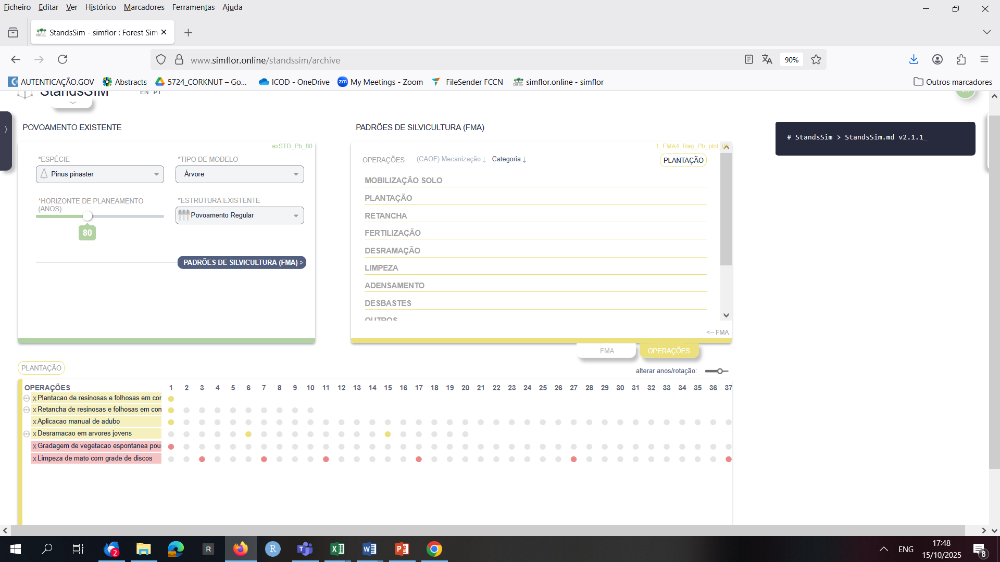 Ficheiro Editar Ver Histórico Marcadores Ferramentas Ajuda
StandsSim - simflor : Forest Sim
www.simflor.online/standssim/archive
90%
AUTENTICAÇÃO.GOV Abstracts 5724_CORKNUT – Go... ICOD - OneDrive zm My Meetings - Zoom FileSender FCCN simflor.online - simflor Outros marcadores
StandsSIM EN PT
POVOAMENTO EXISTENTE
exSTD_Pb_80
*ESPÉCIE *TIPO DE MODELO
Pinus pinaster Árvore
*HORIZONTE DE PLANEAMENTO (ANOS) *ESTRUTURA EXISTENTE
Povoamento Regular
80
PADRÕES DE SILVICULTURA (FMA) >
PADRÕES DE SILVICULTURA (FMA)
1_FMA4_Reg_Pb_plnt_
OPERAÇÕES (CAOF) Mecanização ↓ Categoria ↓ PLANTAÇÃO
MOBILIZAÇÃO SOLO
PLANTAÇÃO
RETANCHA
FERTILIZAÇÃO
DESRAMAÇÃO
LIMPEZA
ADENSAMENTO
DESBASTES
OUTROS
<-- FMA
FMA OPERAÇÕES
# StandsSim > StandsSim.md v2.1.1_
PLANTAÇÃO
alterar anos/rotação:
OPERAÇÕES 1 2 3 4 5 6 7 8 9 10 11 12 13 14 15 16 17 18 19 20 21 22 23 24 25 26 27 28 29 30 31 32 33 34 35 36 37
x Plantacao de resinosas e folhosas em cor
x Retancha de resinosas e folhosas em con
x Aplicacao manual de adubo
x Desramacao em arvores jovens
x Gradagem de vegetacao espontanea pou
x Limpeza de mato com grade de discos
2
R
R
ENG
17:48
15/10/2025
8